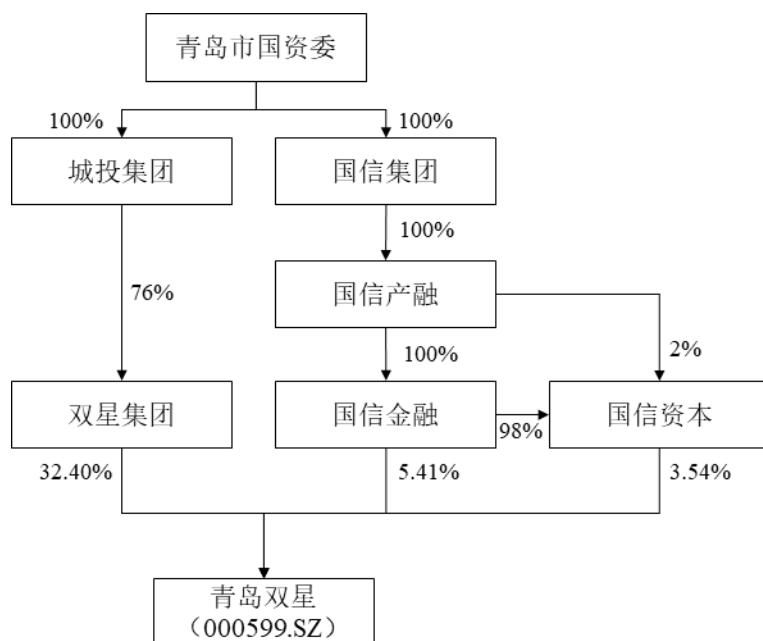 青岛市国资委
100%
100%
城投集团
国信集团
100%
国信产融
76%
100%
2%
双星集团
国信金融
98%
国信资本
32.40%
5.41%
3.54%
青岛双星
（000599.SZ）